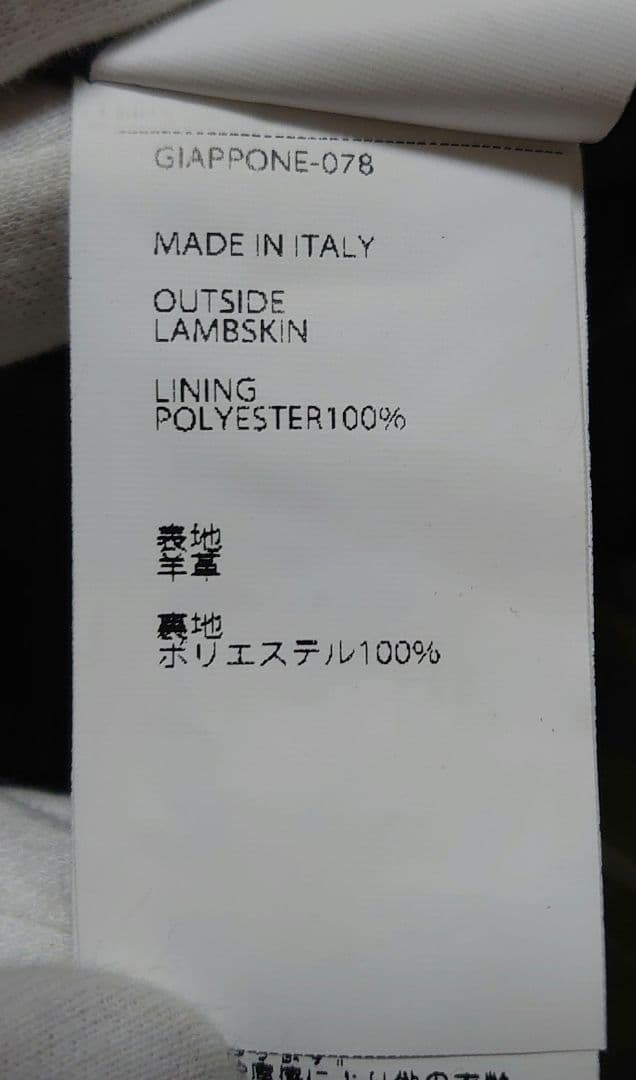 GIAPPONE-078
MADE IN ITALY
OUTSIDE
LAMBSKIN
LINING
POLYESTER100%
表地
羊革
裏地
ポリエステル100%